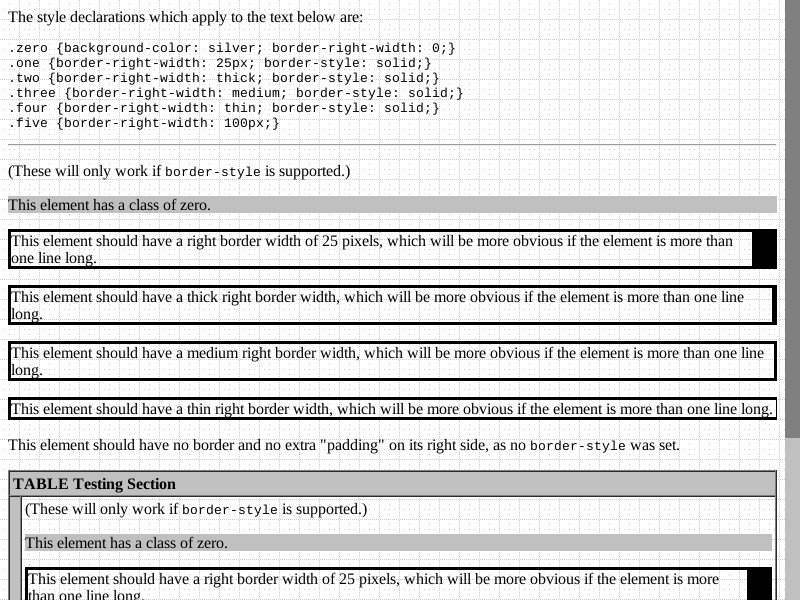 The style declarations which apply to the text below are:
.zero {background-color: silver; border-right-width: 0;}
.one {border-right-width: 25px; border-style: solid;}
.two {border-right-width: thick; border-style: solid;}
.three {border-right-width: medium; border-style: solid;}
.four {border-right-width: thin; border-style: solid;}
.five {border-right-width: 100px;}
(These will only work if border-style is supported.)
This element has a class of zero.
This element should have a right border width of 25 pixels, which will be more obvious if the element is more than
one line long.
This element should have a thick right border width, which will be more obvious if the element is more than one line
long.
This element should have a medium right border width, which will be more obvious if the element is more than one line
long.
This element should have a thin right border width, which will be more obvious if the element is more than one line long.
This element should have no border and no extra "padding" on its right side, as no border-style was set.
TABLE Testing Section
(These will only work if border-style is supported.)
This element has a class of zero.
This element should have a right border width of 25 pixels, which will be more obvious if the element is more
than one line long.